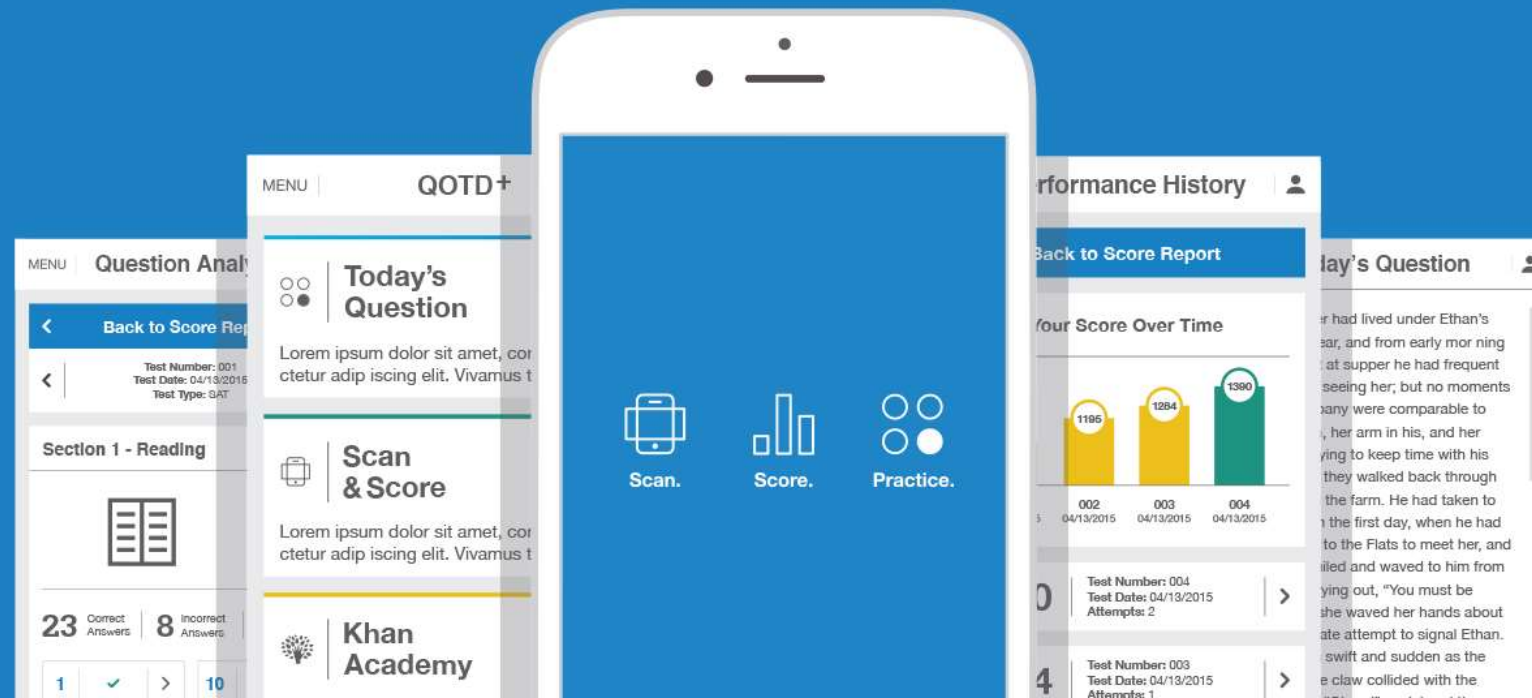 MENU
Question Analy
Back to Score Rep
Test Number: 001
Test Date: 04/13/2015
Test Type: SAT
Section 1 - Reading
23 Correct Answers
8 Incorrect Answers
1
10
MENU
QOTD+
Today's
Question
Lorem ipsum dolor sit amet, con
ctetur adip iscing elit. Vivamus t
Scan
& Score
Lorem ipsum dolor sit amet, con
ctetur adip iscing elit. Vivamus t
Khan
Academy
Scan.
Score.
Practice.
rformance History
Back to Score Report
Your Score Over Time
1195
1264
1390
002
04/13/2015
003
04/13/2015
004
04/13/2015
0
Test Number: 004
Test Date: 04/13/2015
Attempts: 2
4
Test Number: 003
Test Date: 04/13/2015
Attempts: 1
day's Question
er had lived under Ethan's
ear, and from early mor ning
at supper he had frequent
seeing her; but no moments
pany were comparable to
, her arm in his, and her
ying to keep time with his
they walked back through
the farm. He had taken to
the first day, when he had
to the Flats to meet her, and
iled and waved to him from
ying out, "You must be
she waved her hands about
ate attempt to signal Ethan.
swift and sudden as the
e claw collided with the